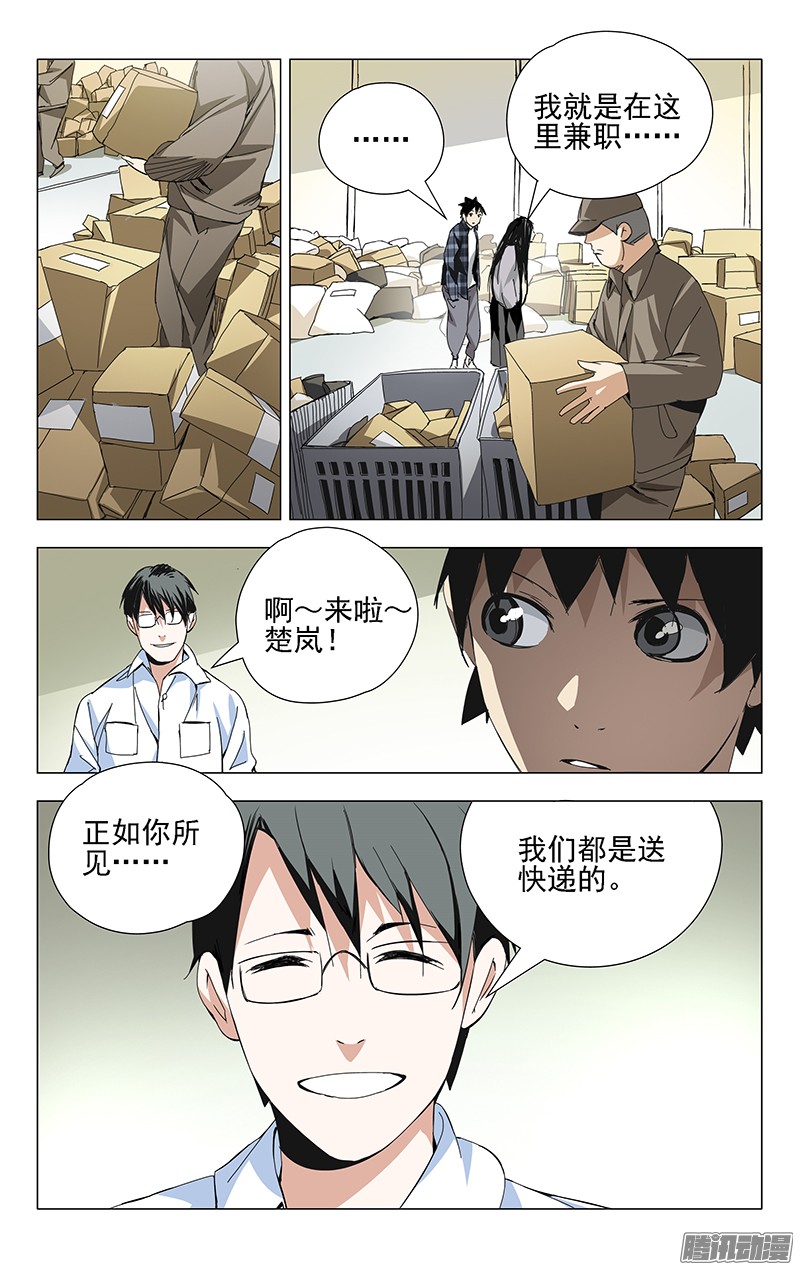 ……
我就是在这
里兼职……
啊～来啦～
楚岚！
正如你所
见……
我们都是送
快递的。
腾讯动漫